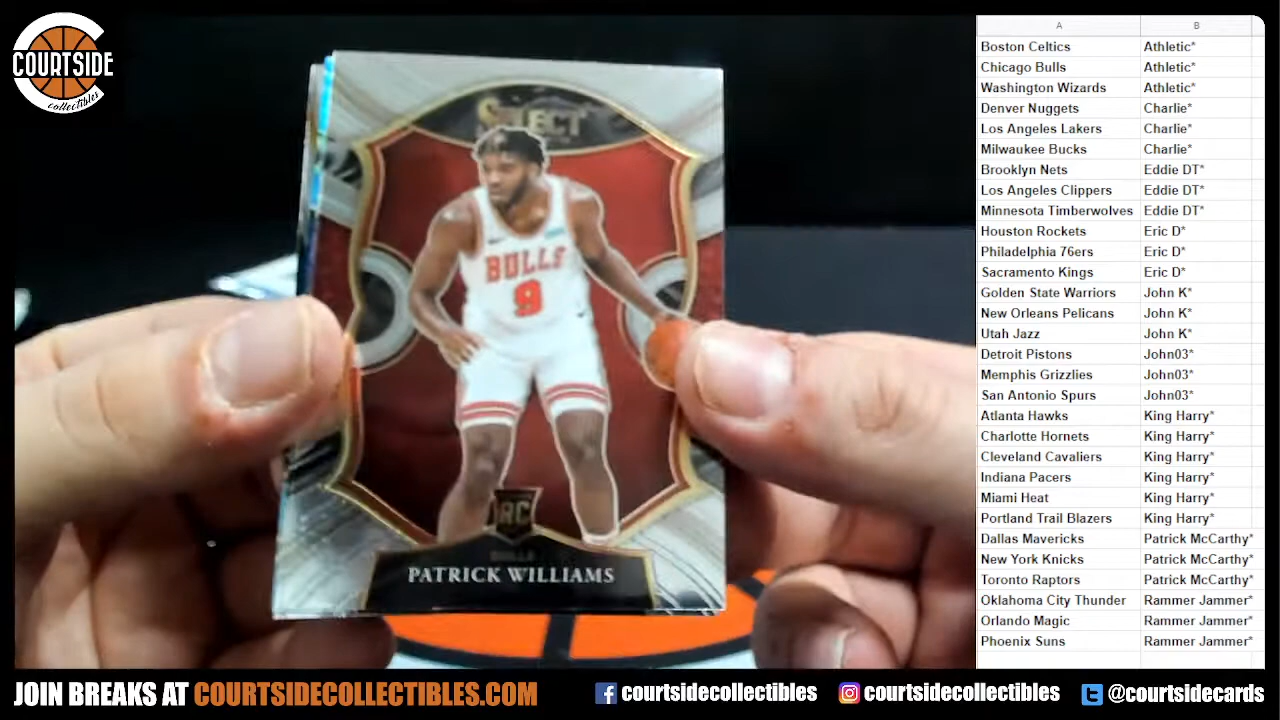 COURTSIDE
collectibles
SELECT
BULLS
9
RC
PATRICK WILLIAMS
A B
Boston Celtics Athletic*
Chicago Bulls Athletic*
Washington Wizards Athletic*
Denver Nuggets Charlie*
Los Angeles Lakers Charlie*
Milwaukee Bucks Charlie*
Brooklyn Nets Eddie DT*
Los Angeles Clippers Eddie DT*
Minnesota Timberwolves Eddie DT*
Houston Rockets Eric D*
Philadelphia 76ers Eric D*
Sacramento Kings Eric D*
Golden State Warriors John K*
New Orleans Pelicans John K*
Utah Jazz John K*
Detroit Pistons John03*
Memphis Grizzlies John03*
San Antonio Spurs John03*
Atlanta Hawks King Harry*
Charlotte Hornets King Harry*
Cleveland Cavaliers King Harry*
Indiana Pacers King Harry*
Miami Heat King Harry*
Portland Trail Blazers King Harry*
Dallas Mavericks Patrick McCarthy*
New York Knicks Patrick McCarthy*
Toronto Raptors Patrick McCarthy*
Oklahoma City Thunder Rammer Jammer*
Orlando Magic Rammer Jammer*
Phoenix Suns Rammer Jammer*
JOIN BREAKS AT COURTSIDECOLLECTIBLES.COM courtsidecollectibles courtsidecollectibles @courtsidecards